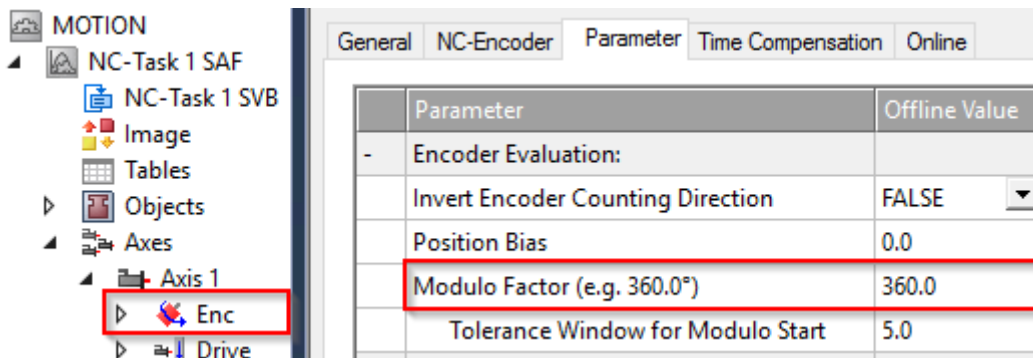 MOTION
NC-Task 1 SAF
NC-Task 1 SVB
Image
Tables
Objects
Axes
Axis 1
Enc
Drive
General NC-Encoder Parameter Time Compensation Online
Parameter Offline Value
- Encoder Evaluation:
Invert Encoder Counting Direction FALSE
Position Bias 0.0
Modulo Factor (e.g. 360.0°) 360.0
Tolerance Window for Modulo Start 5.0